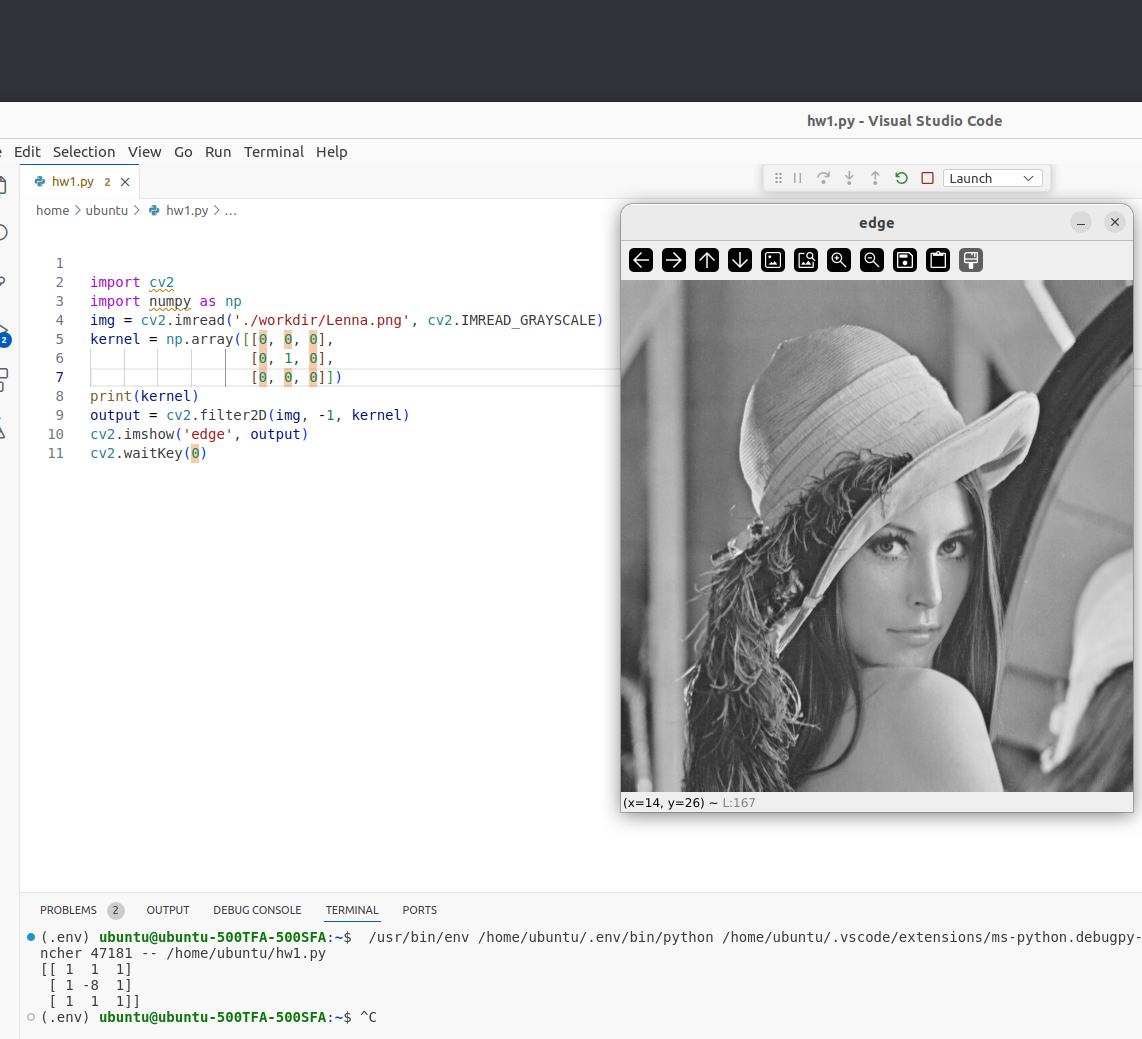 hw1.py - Visual Studio Code
Edit Selection View Go Run Terminal Help
hw1.py 2
Launch
home > ubuntu > hw1.py > ...
edge
1
2 import cv2
3 import numpy as np
4 img = cv2.imread('./workdir/Lenna.png', cv2.IMREAD_GRAYSCALE)
5 kernel = np.array([[0, 0, 0],
6 [0, 1, 0],
7 [0, 0, 0]])
8 print(kernel)
9 output = cv2.filter2D(img, -1, kernel)
10 cv2.imshow('edge', output)
11 cv2.waitKey(0)
2
(x=14, y=26) ~ L:167
PROBLEMS 2 OUTPUT DEBUG CONSOLE TERMINAL PORTS
(.env) ubuntu@ubuntu-500TFA-500SFA:~$ /usr/bin/env /home/ubuntu/.env/bin/python /home/ubuntu/.vscode/extensions/ms-python.debugpy-
ncher 47181 -- /home/ubuntu/hw1.py
[[ 1 1 1]
[ 1 -8 1]
[ 1 1 1]]
(.env) ubuntu@ubuntu-500TFA-500SFA:~$ ^C